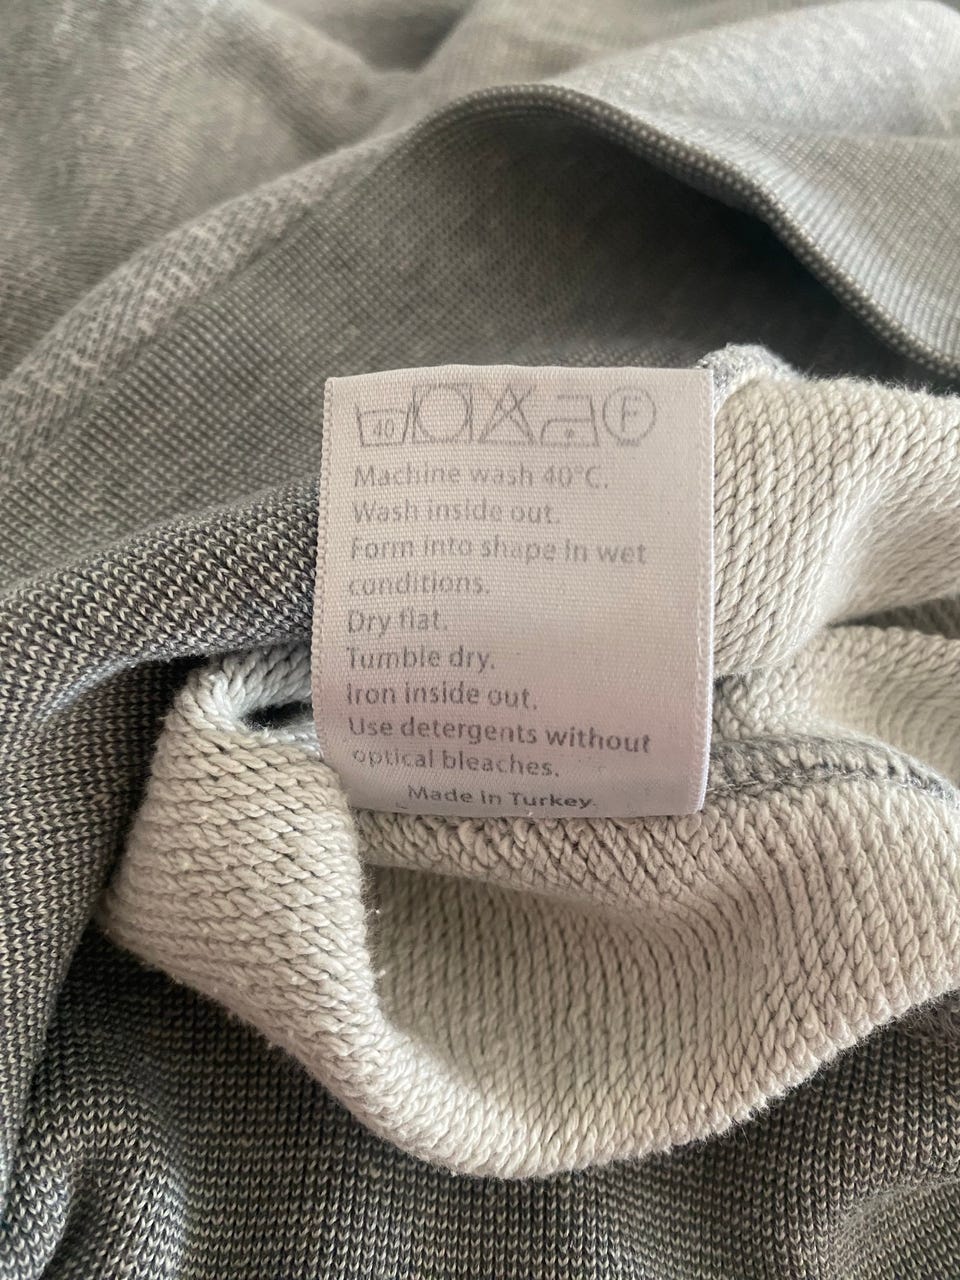 40 F
Machine wash 40°C.
Wash inside out.
Form into shape in wet
conditions.
Dry flat.
Tumble dry.
Iron inside out.
Use detergents without
optical bleaches.
Made in Turkey.